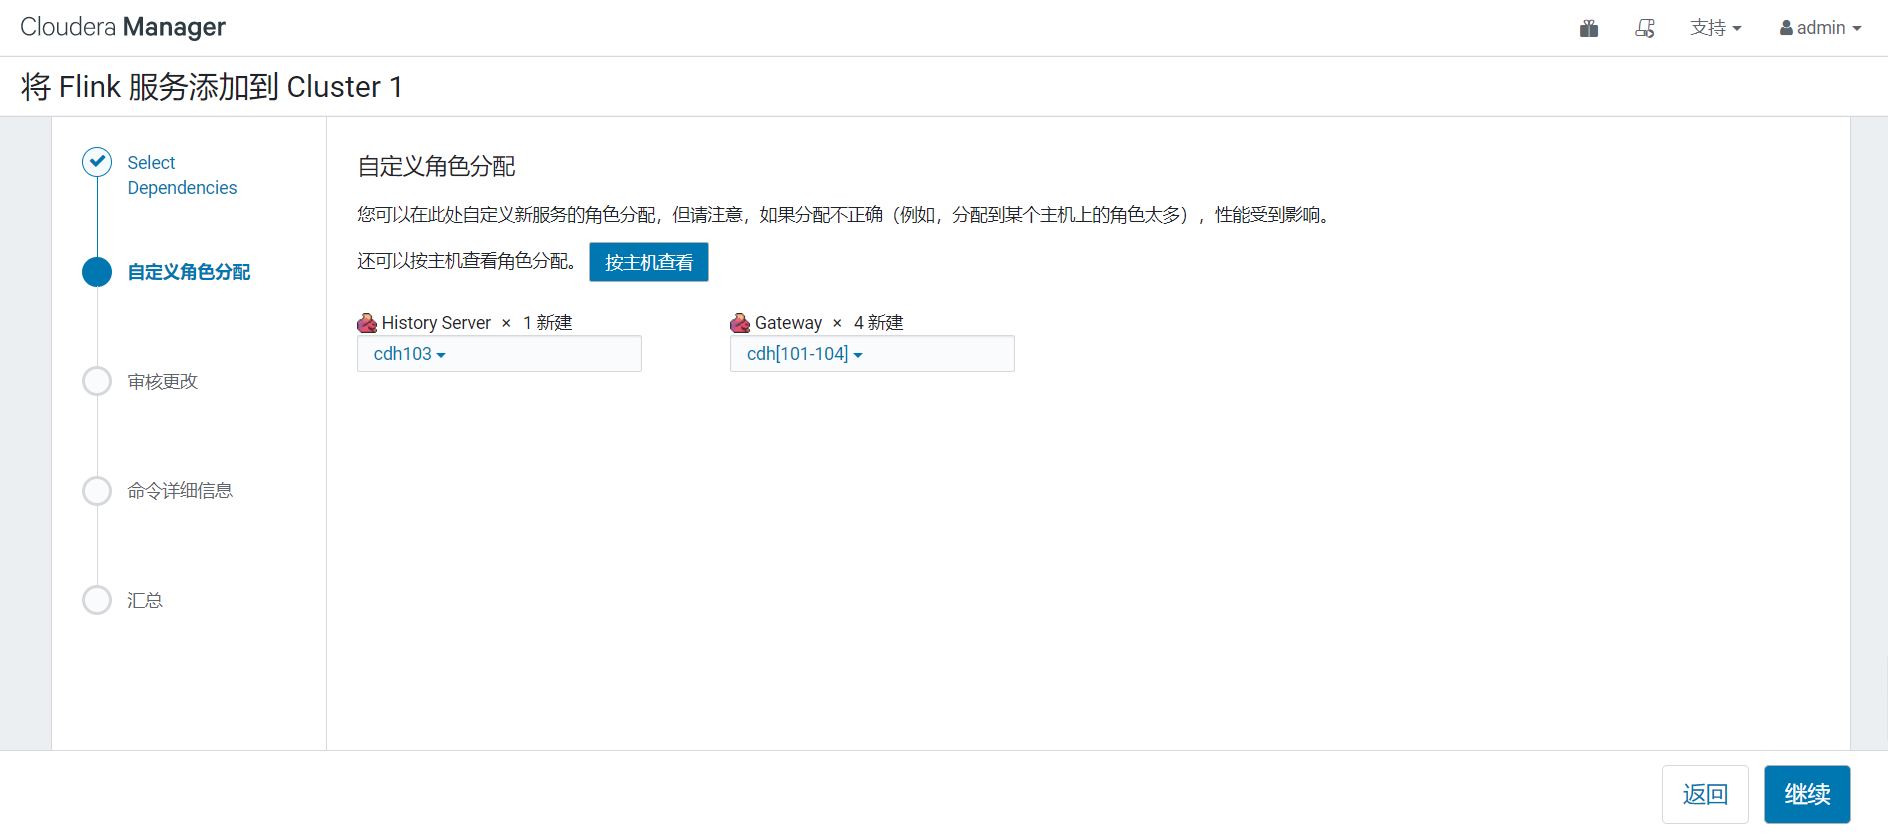 Cloudera Manager
支持
admin
将 Flink 服务添加到 Cluster 1
Select
Dependencies
自定义角色分配
审核更改
命令详细信息
汇总
自定义角色分配
您可以在此处自定义新服务的角色分配，但请注意，如果分配不正确（例如，分配到某个主机上的角色太多），性能受到影响。
还可以按主机查看角色分配。 按主机查看
History Server × 1 新建
cdh103
Gateway × 4 新建
cdh[101-104]
返回
继续